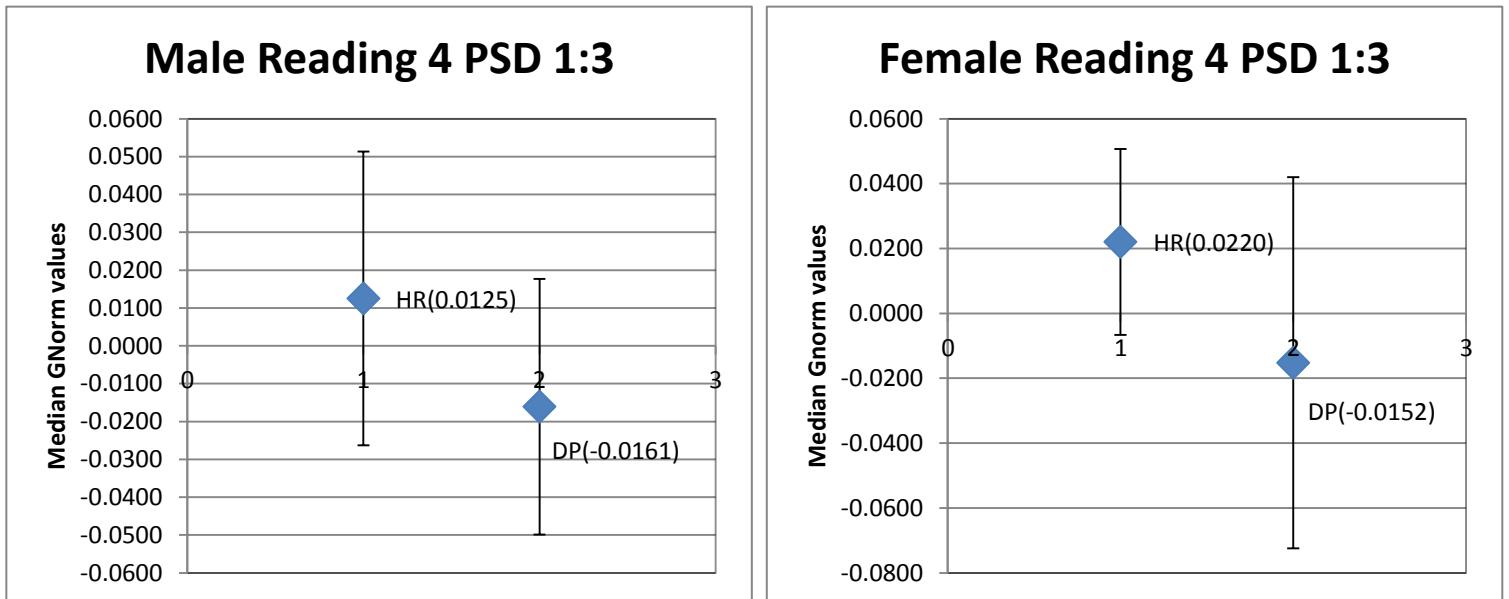 Male Reading 4 PSD 1:3
0.0600
0.0500
0.0400
0.0300
0.0200
0.0100
0.0000
-0.0100
-0.0200
-0.0300
-0.0400
-0.0500
-0.0600
Median GNorm values
HR(0.0125)
0 1 2 3
DP(-0.0161)
Female Reading 4 PSD 1:3
0.0600
0.0400
0.0200
0.0000
-0.0200
-0.0400
-0.0600
-0.0800
Median Gnorm values
HR(0.0220)
0 1 2 3
DP(-0.0152)